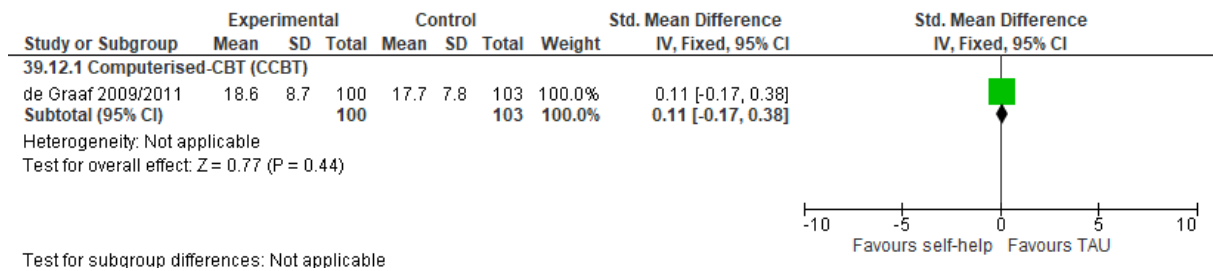 Experimental Control Std. Mean Difference Std. Mean Difference
Study or Subgroup Mean SD Total Mean SD Total Weight IV, Fixed, 95% CI IV, Fixed, 95% CI
39.12.1 Computerised-CBT (CCBT)
de Graaf 2009/2011 18.6 8.7 100 17.7 7.8 103 100.0% 0.11 [-0.17, 0.38]
Subtotal (95% CI) 100 103 100.0% 0.11 [-0.17, 0.38]
Heterogeneity: Not applicable
Test for overall effect: Z = 0.77 (P = 0.44)
-10 -5 0 5 10
Favours self-help Favours TAU
Test for subgroup differences: Not applicable